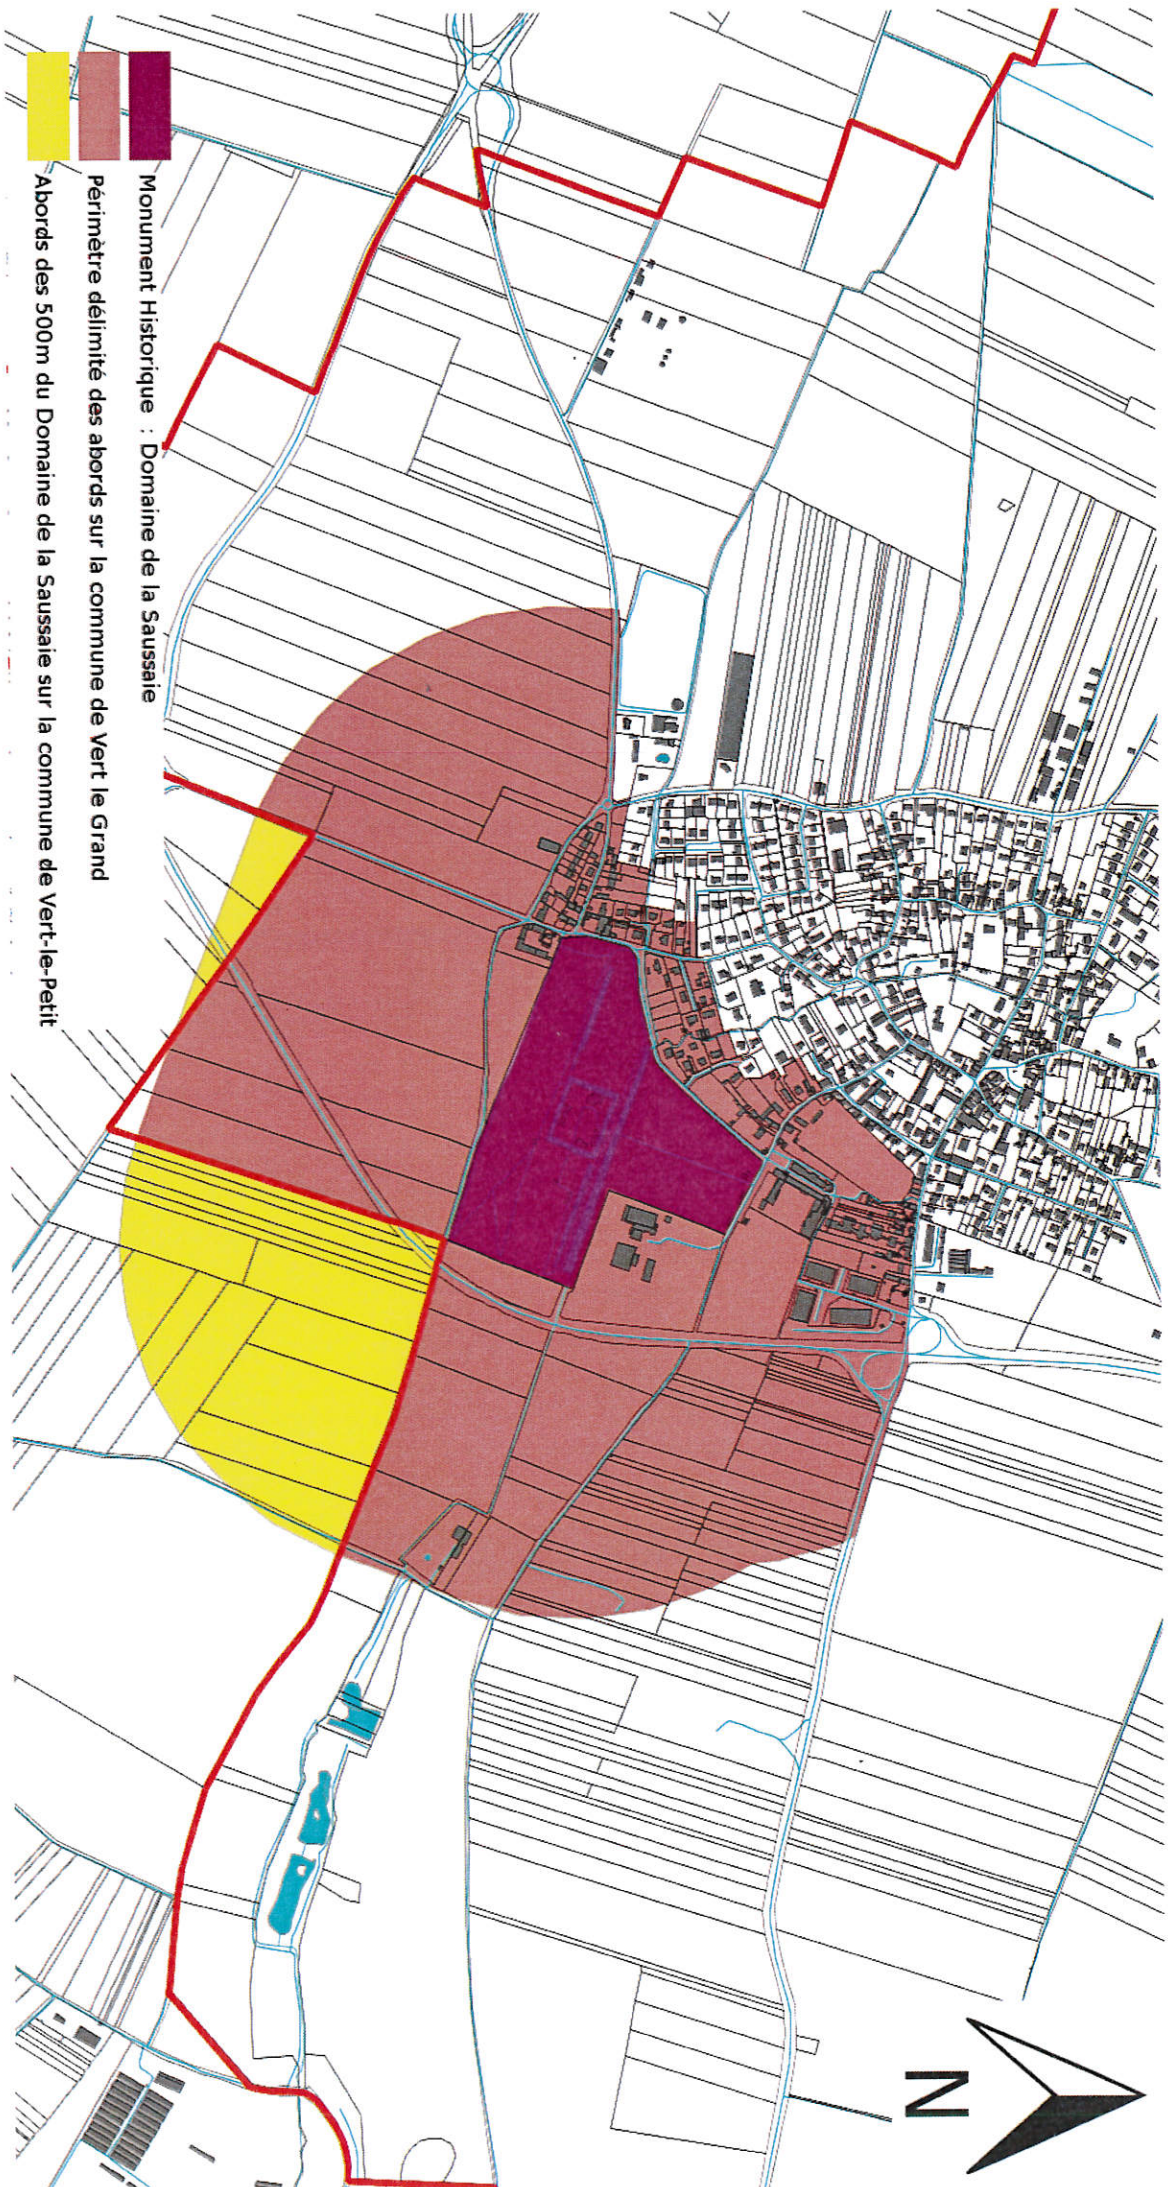 Monument Historique : Domaine de la Saussaie
Périmètre délimité des abords sur la commune de Vert le Grand
Abords des 500m du Domaine de la Saussaie sur la commune de Vert-le-Petit
N